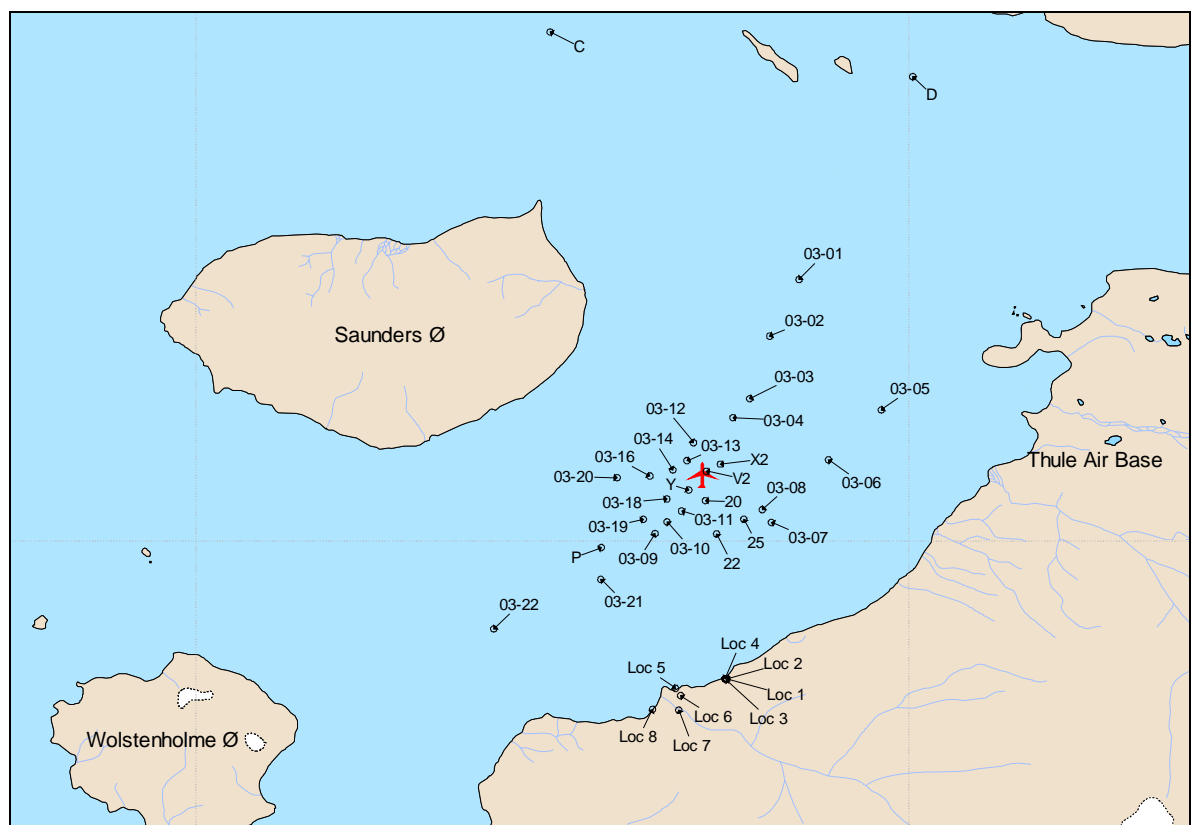 C
D
03-01
03-02
Saunders Ø
03-03
03-05
03-12
03-04
03-14
03-13
03-16
X2
Thule Air Base
03-20
V2
Y
03-06
03-18
20
03-08
03-19
03-11
03-07
03-09
03-10
25
P
22
03-21
03-22
Loc 4
Loc 5
Loc 2
Loc 1
Loc 6
Loc 3
Wolstenholme Ø
Loc 8
Loc 7